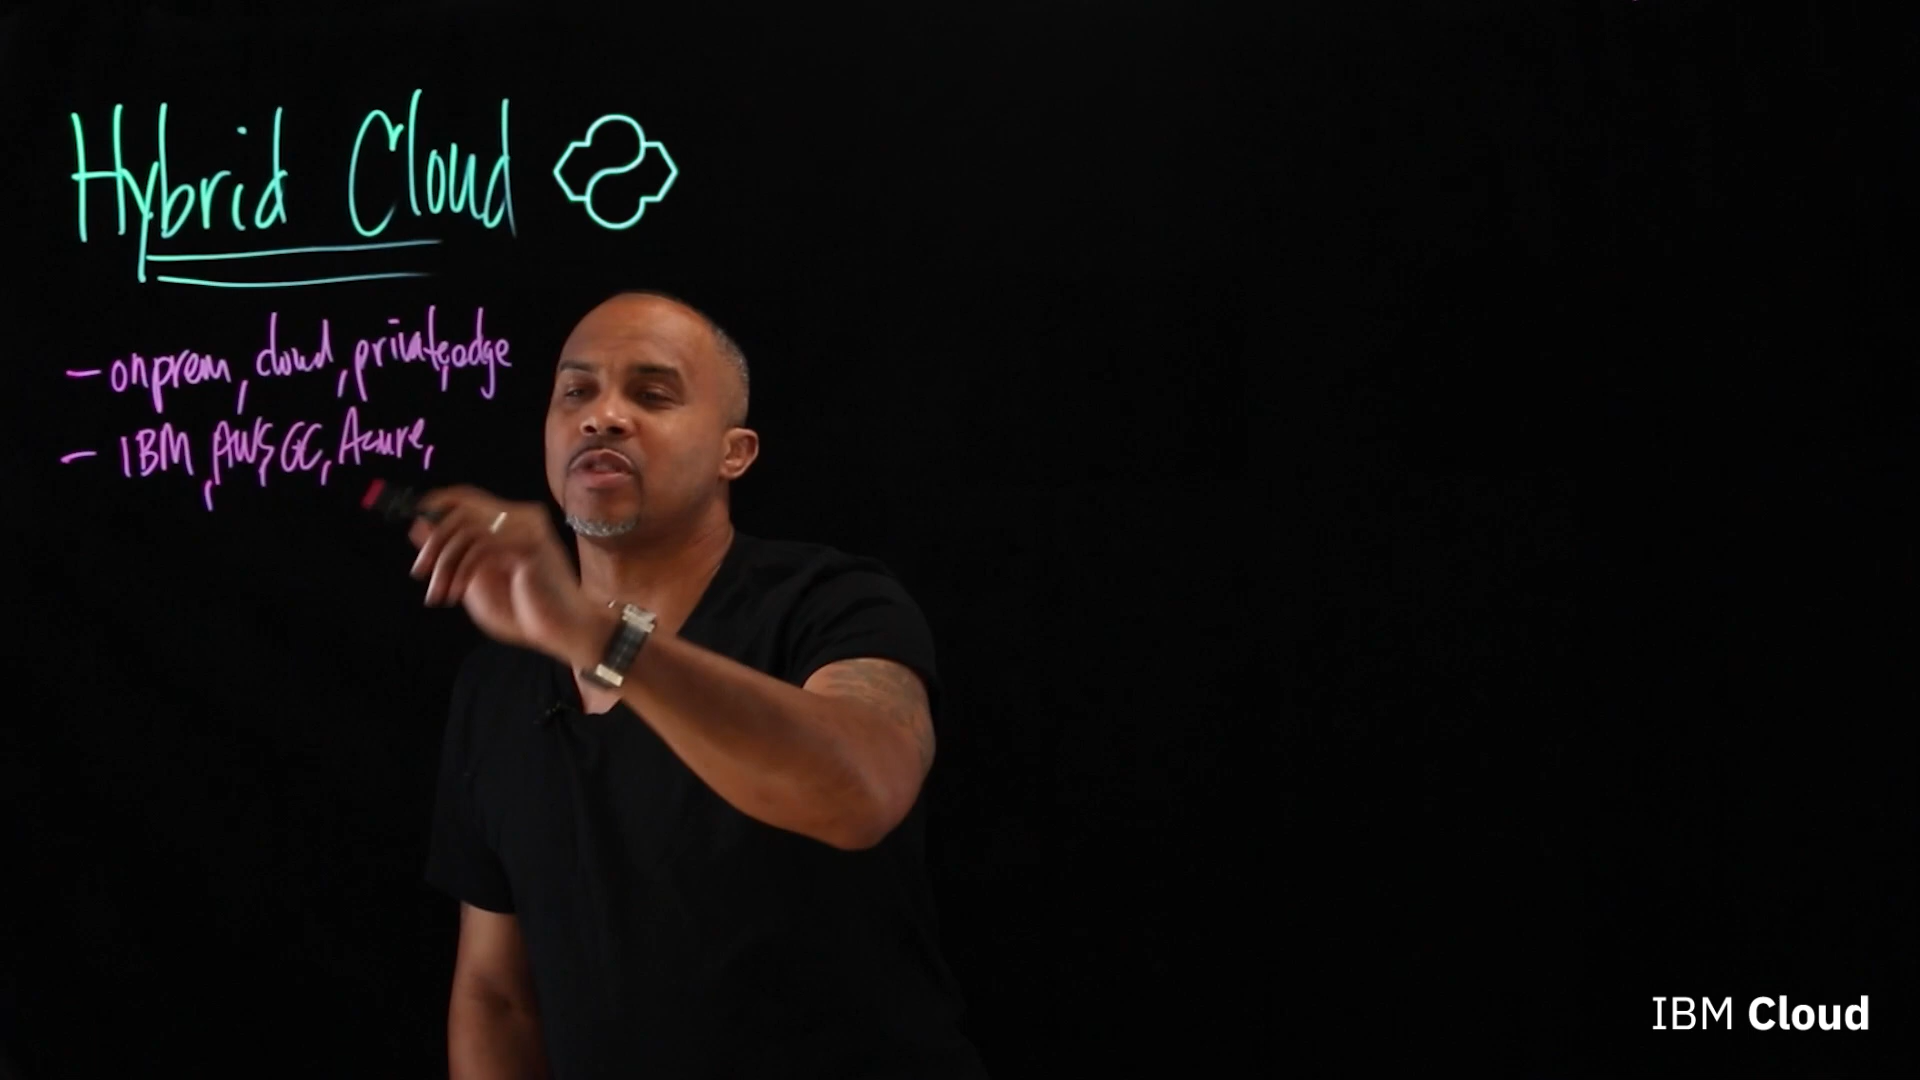 Hybrid Cloud
- onprem, cloud, private, edge
- IBM, AWS, GC, Azure,
IBM Cloud